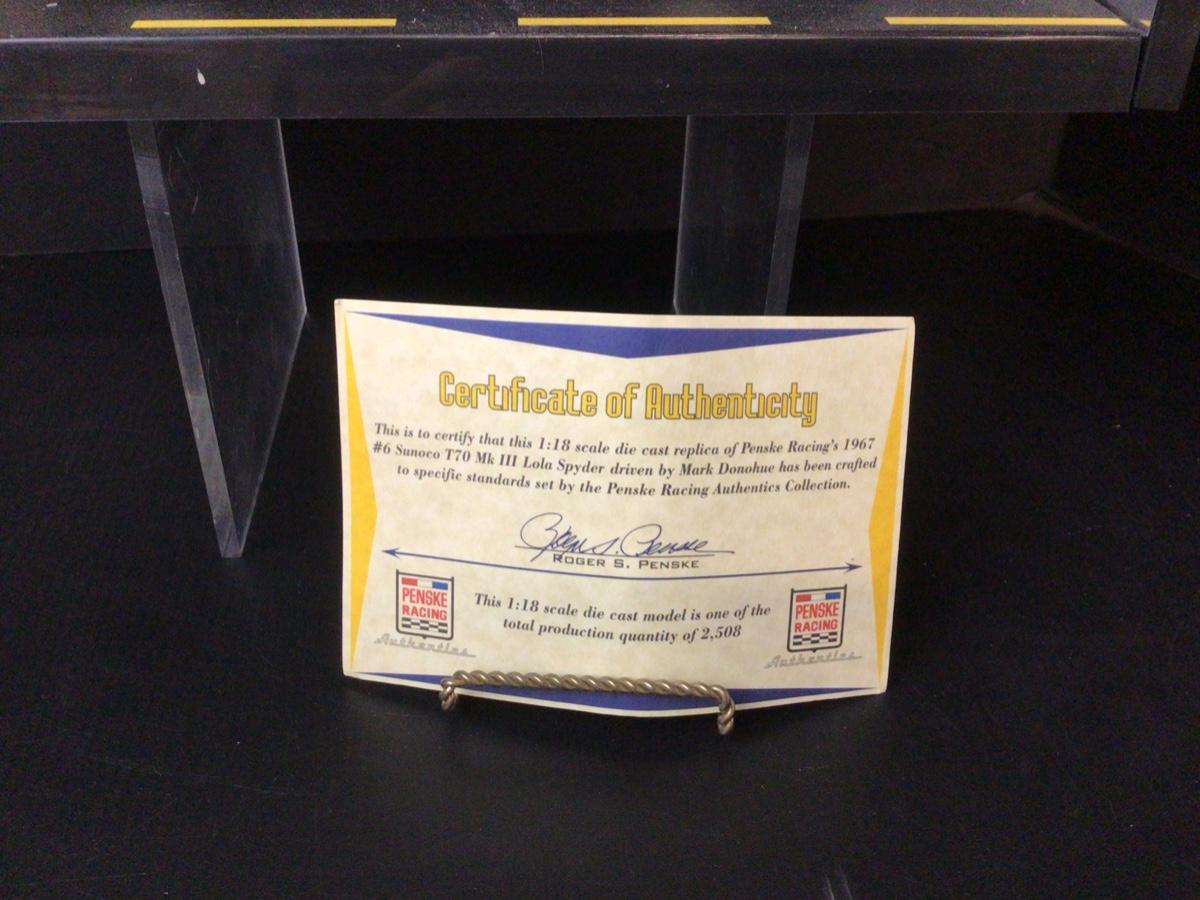 Certificate of Authenticity
This is to certify that this 1:18 scale die cast replica of Penske Racing's 1967
#6 Sunoco T70 Mk III Lola Spyder driven by Mark Donohue has been crafted
to specific standards set by the Penske Racing Authentics Collection.
Roger S. Penske
ROGER S. PENSKE
This 1:18 scale die cast model is one of the
total production quantity of 2,508
PENSKE
RACING
Authentics
PENSKE
RACING
Authentics